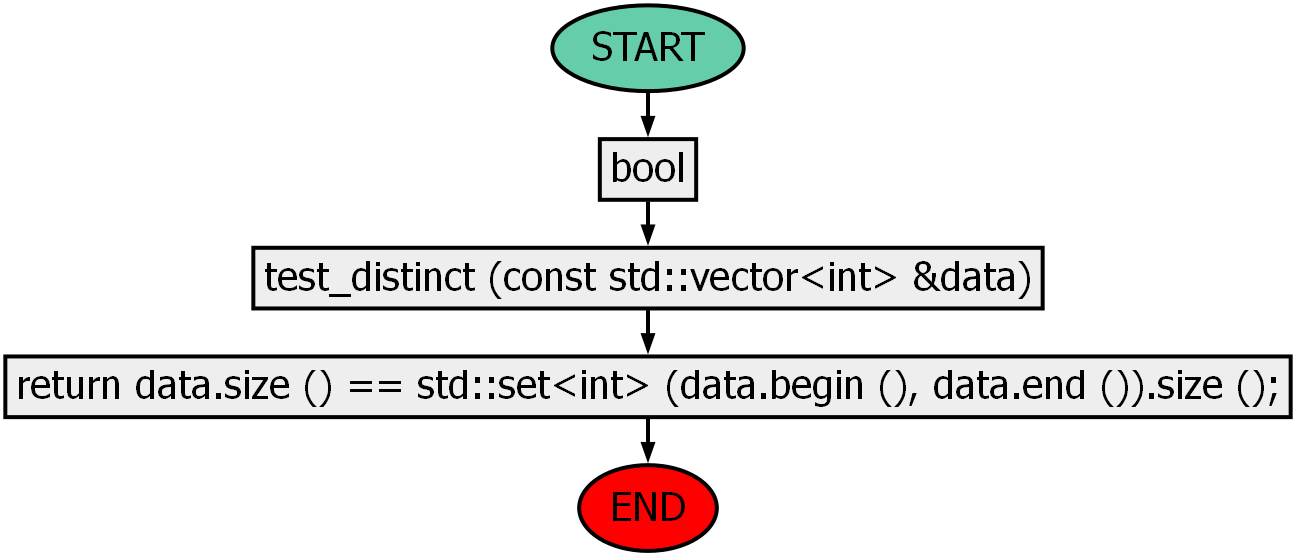 START
bool
test_distinct (const std::vector<int> &data)
return data.size () == std::set<int> (data.begin (), data.end ()).size ();
END